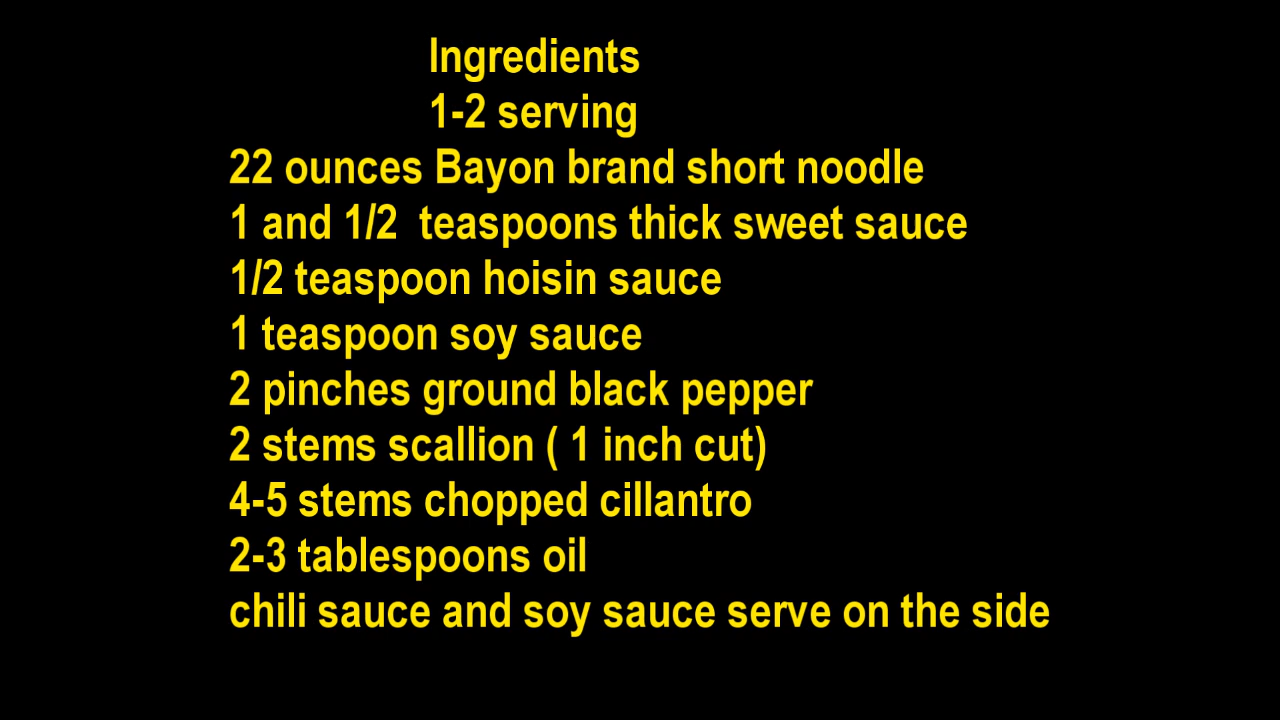 Ingredients
1-2 serving
22 ounces Bayon brand short noodle
1 and 1/2  teaspoons thick sweet sauce
1/2 teaspoon hoisin sauce
1 teaspoon soy sauce
2 pinches ground black pepper
2 stems scallion ( 1 inch cut)
4-5 stems chopped cillantro
2-3 tablespoons oil
chili sauce and soy sauce serve on the side